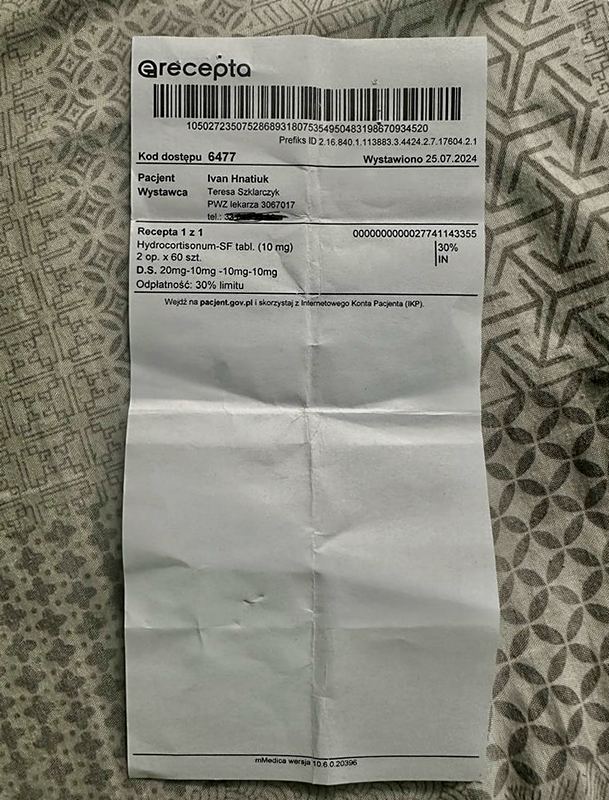 erecepta
10502723507528689318075354950483198670934520
Prefiks ID 2.16.840.1.113883.3.4424.2.7.17604.2.1
Kod dostępu 6477 Wystawiono 25.07.2024
Pacjent Ivan Hnatiuk
Wystawca Teresa Szklarczyk
PWZ lekarza 3067017
tel.:
Recepta 1 z 1 0000000000027741143355
Hydrocortisonum-SF tabl. (10 mg) 30%
2 op. x 60 szt. IN
D.S. 20mg-10mg -10mg-10mg
Odpłatność: 30% limitu
Wejdź na pacjent.gov.pl i skorzystaj z Internetowego Konta Pacjenta (IKP).
mMedica wersja 10.6.0.20396